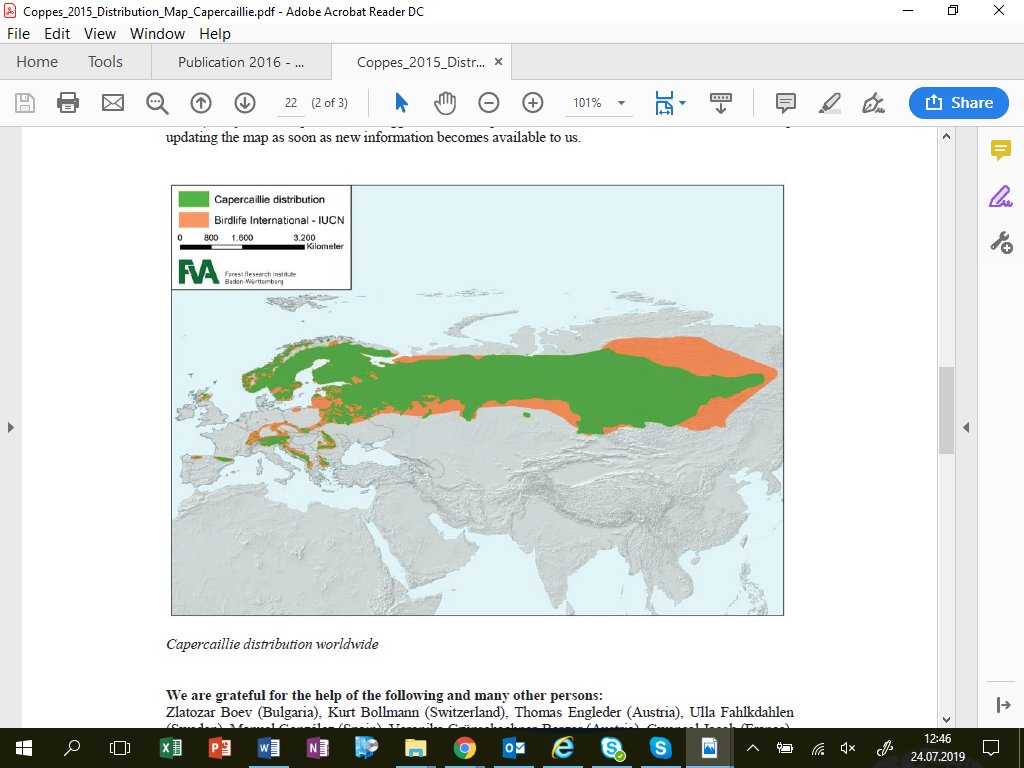 Coppes_2015_Distribution_Map_Capercaillie.pdf - Adobe Acrobat Reader DC
File Edit View Window Help
Home Tools Publication 2016 - ... Coppes_2015_Distr... ×
22 (2 of 3) 101% Share
updating the map as soon as new information becomes available to us.
Capercaillie distribution
Birdlife International - IUCN
0 800 1.600 3.200
Kilometer
FVA Forest Research Institute
Baden-Württemberg
Capercaillie distribution worldwide
We are grateful for the help of the following and many other persons:
Zlatozar Boev (Bulgaria), Kurt Bollmann (Switzerland), Thomas Engleder (Austria), Ulla Fahlkdahlen
12:46
24.07.2019